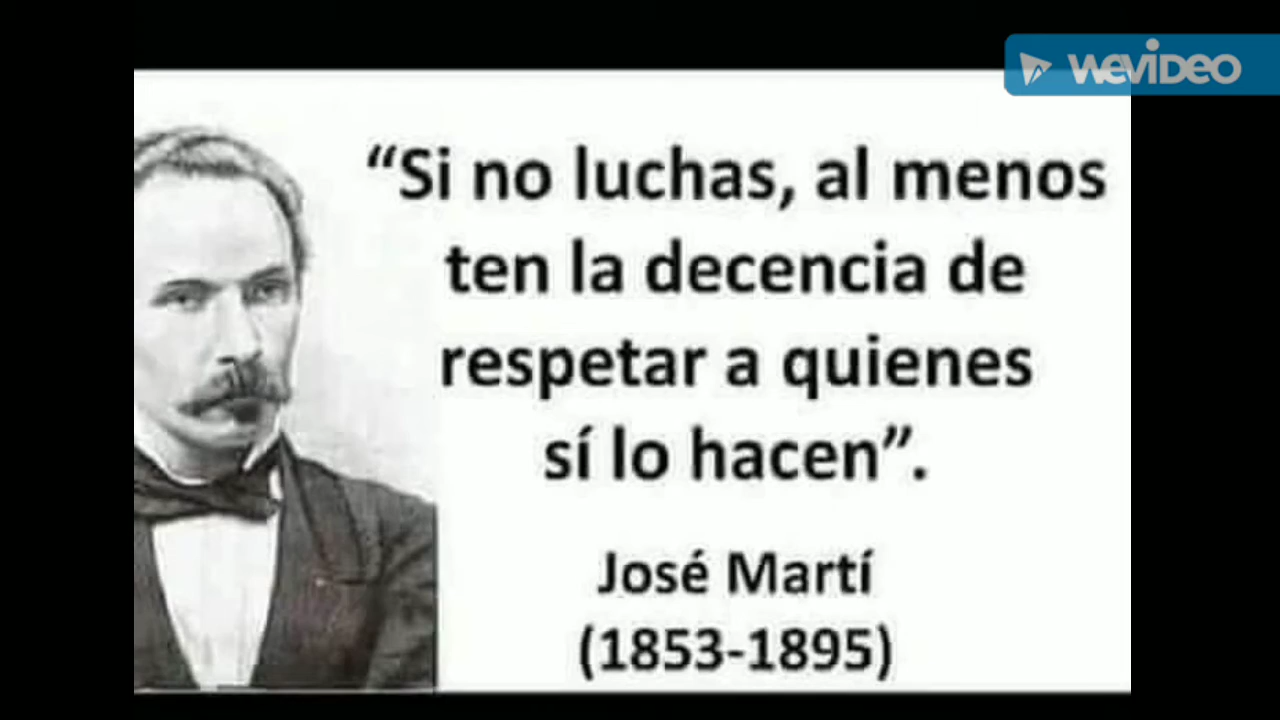 WEVIDEO
“Si no luchas, al menos
ten la decencia de
respetar a quienes
sí lo hacen”.
José Martí
(1853-1895)